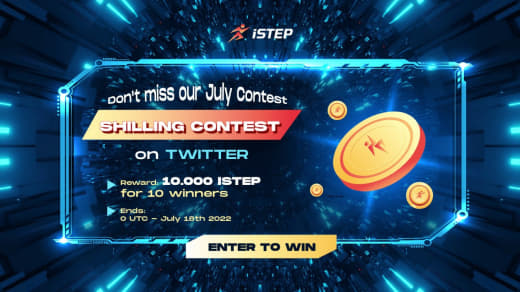 iSTEP
Don't miss our July Contest
SHILLING CONTEST
on TWITTER
Reward: 10.000 ISTEP
for 10 winners
Ends:
0 UTC - July 18th 2022
ENTER TO WIN